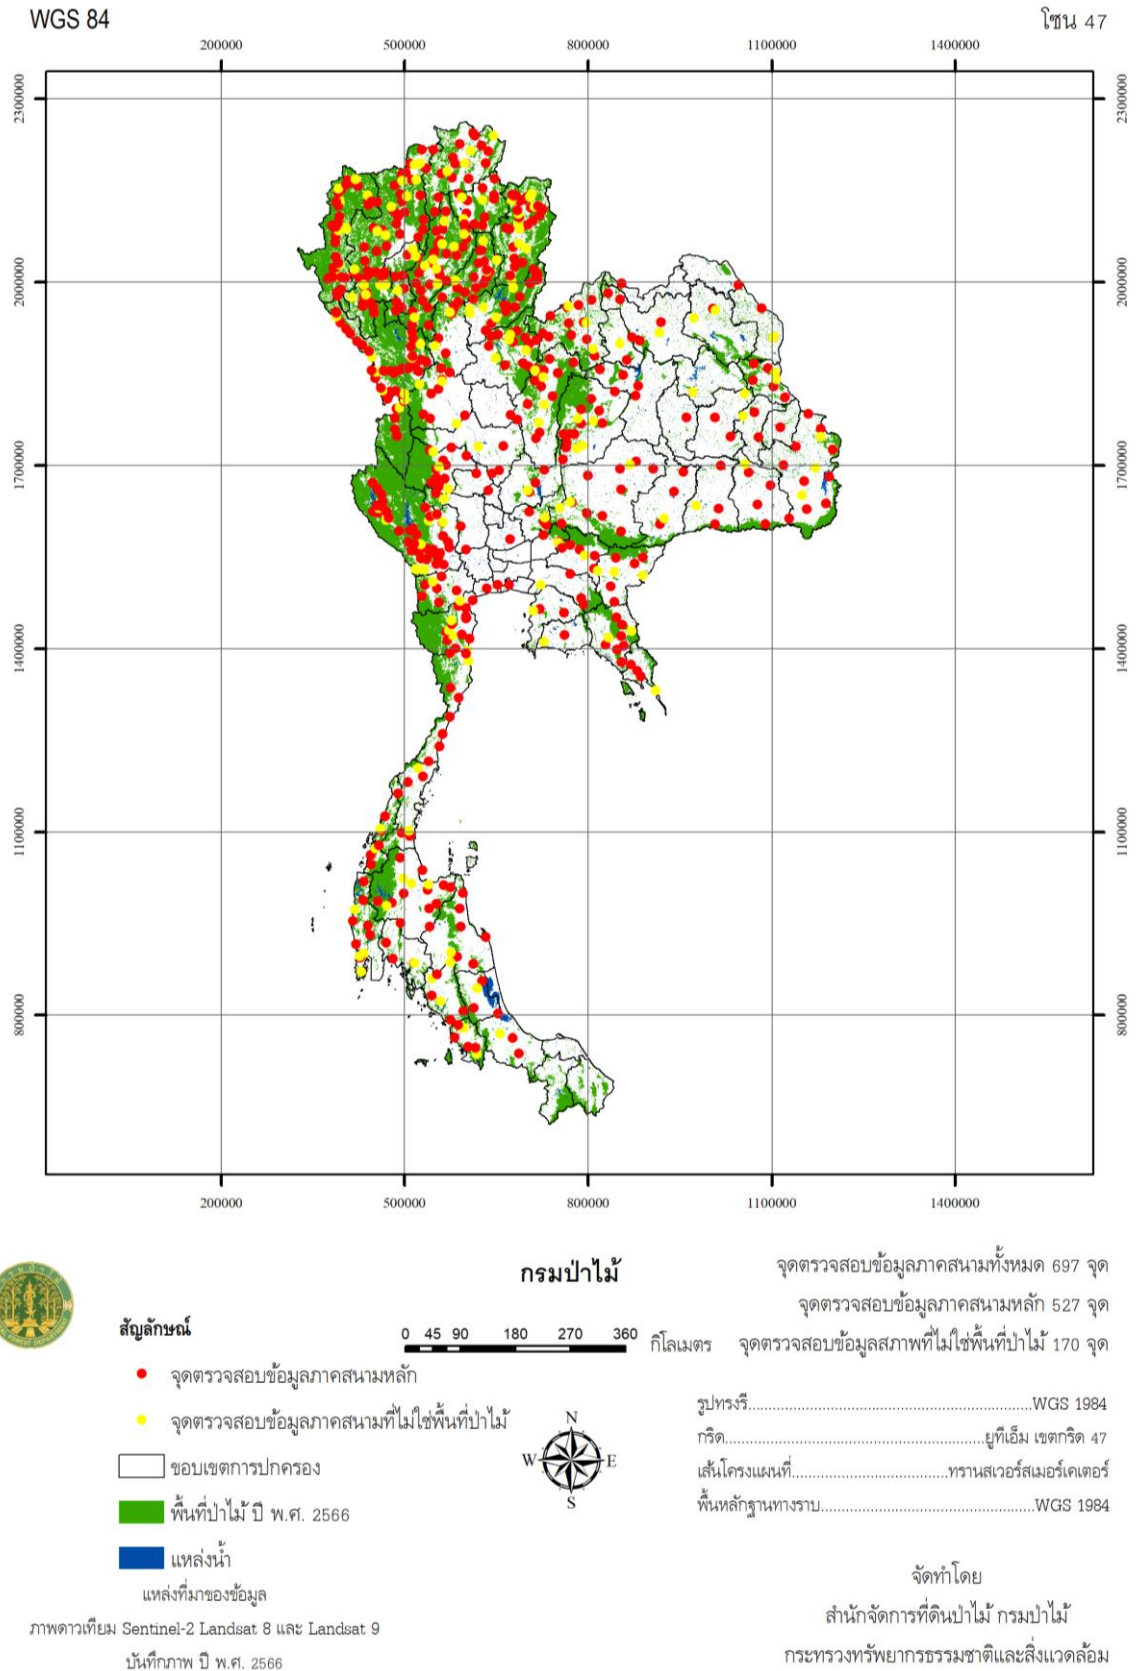 WGS 84
โซน 47
200000 500000 800000 1100000 1400000
2300000 2300000
2000000 2000000
1700000 1700000
1400000 1400000
1100000 1100000
800000 800000
200000 500000 800000 1100000 1400000
กรมป่าไม้
จุดตรวจสอบข้อมูลภาคสนามทั้งหมด 697 จุด
จุดตรวจสอบข้อมูลภาคสนามหลัก 527 จุด
จุดตรวจสอบข้อมูลสภาพที่ไม่ใช่พื้นที่ป่าไม้ 170 จุด
0 45 90 180 270 360 กิโลเมตร
สัญลักษณ์
จุดตรวจสอบข้อมูลภาคสนามหลัก
จุดตรวจสอบข้อมูลภาคสนามที่ไม่ใช่พื้นที่ป่าไม้
ขอบเขตการปกครอง
พื้นที่ป่าไม้ ปี พ.ศ. 2566
แหล่งน้ำ
แหล่งที่มาของข้อมูล
ภาพดาวเทียม Sentinel-2 Landsat 8 และ Landsat 9
บันทึกภาพ ปี พ.ศ. 2566
N
W E
S
รูปทรงรี..........WGS 1984
กริด..........ยูทีเอ็ม เขตกริด 47
เส้นโครงแผนที่..........ทรานสเวอร์สเมอร์เคเตอร์
พื้นหลักฐานทางราบ..........WGS 1984
จัดทำโดย
สำนักจัดการที่ดินป่าไม้ กรมป่าไม้
กระทรวงทรัพยากรธรรมชาติและสิ่งแวดล้อม